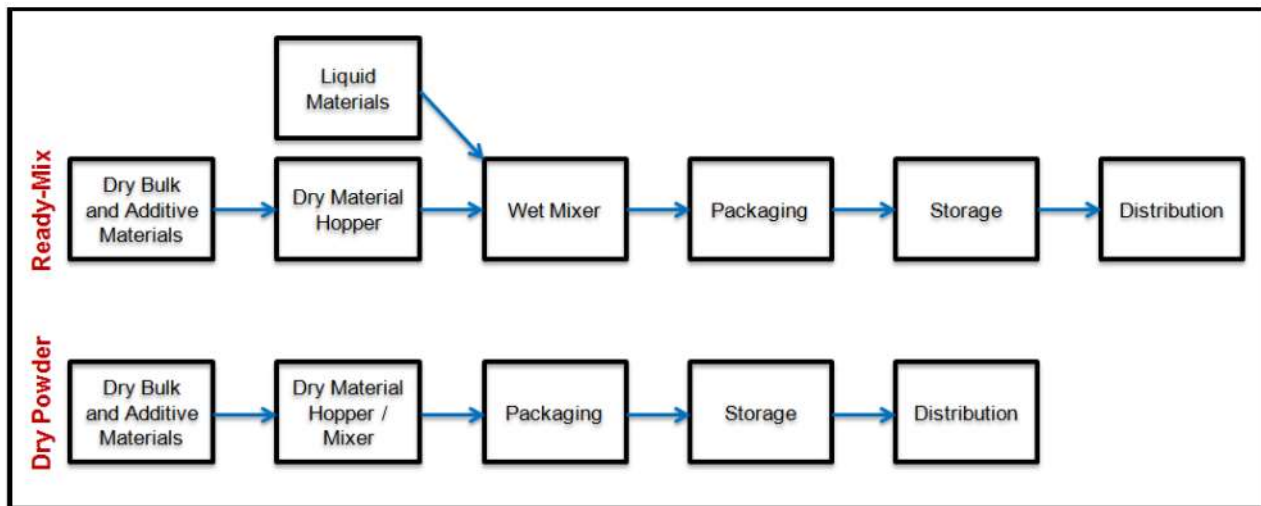 Ready-Mix
Liquid
Materials
Dry Bulk
and Additive
Materials
Dry Material
Hopper
Wet Mixer
Packaging
Storage
Distribution
Dry Powder
Dry Bulk
and Additive
Materials
Dry Material
Hopper /
Mixer
Packaging
Storage
Distribution